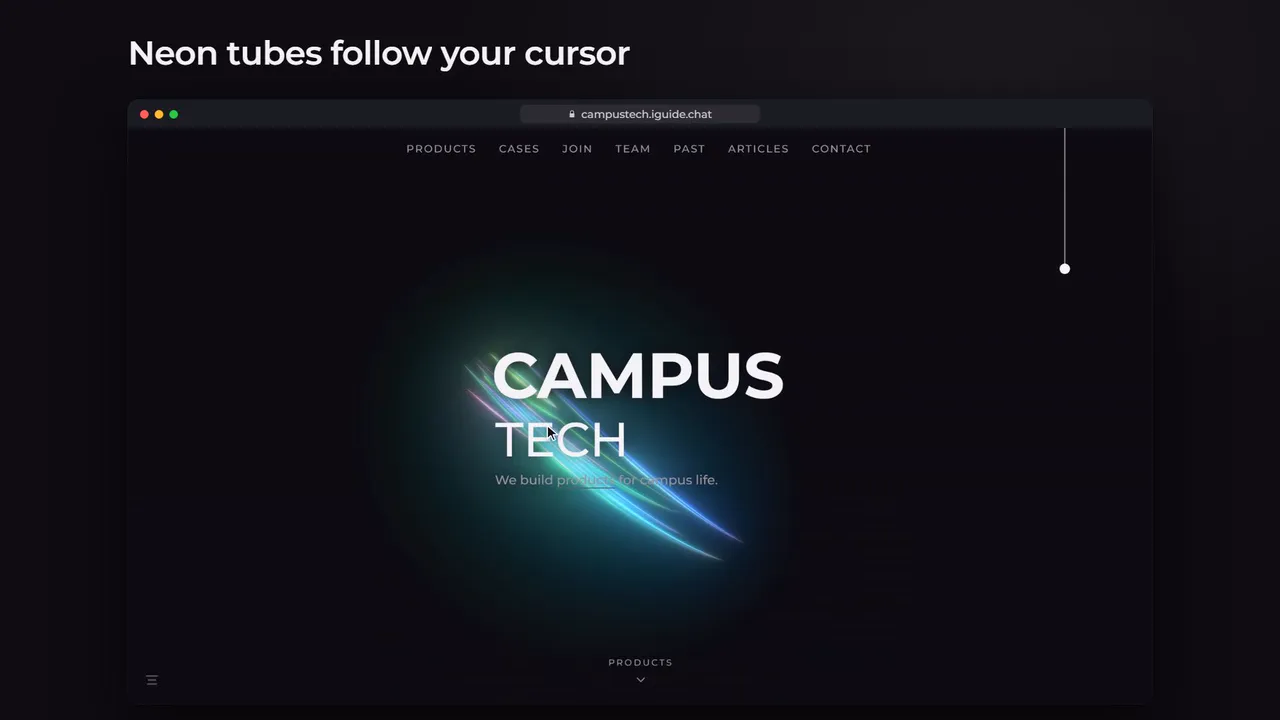 Neon tubes follow your cursor
campustech.iguide.chat
PRODUCTS CASES JOIN TEAM PAST ARTICLES CONTACT
CAMPUS
TECH
We build products for campus life.
PRODUCTS